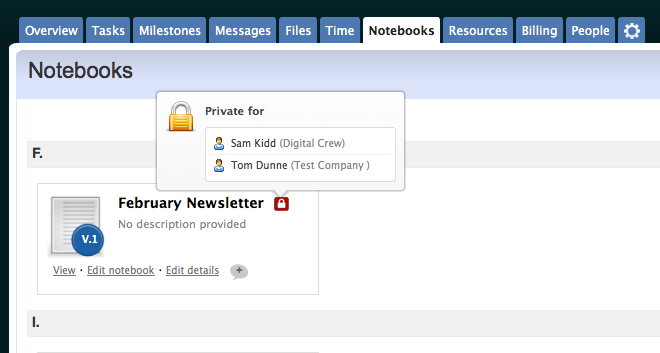 Overview Tasks Milestones Messages Files Time Notebooks Resources Billing People
Notebooks
Private for
Sam Kidd (Digital Crew)
Tom Dunne (Test Company )
F.
February Newsletter
No description provided
V.1
View · Edit notebook · Edit details +
I.